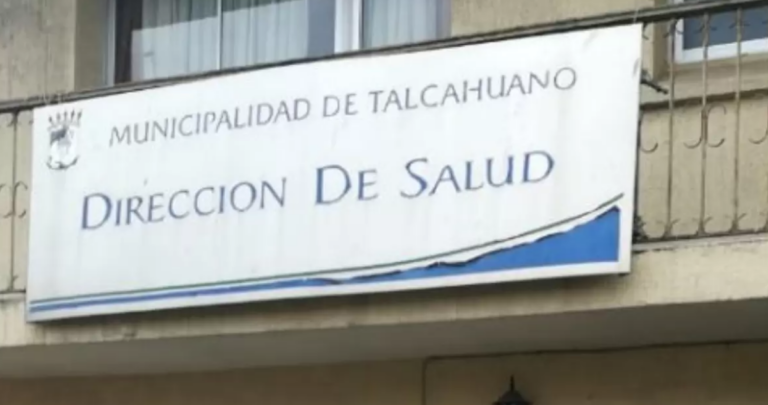 MUNICIPALIDAD DE TALCAHUANO
DIRECCION DE SALUD